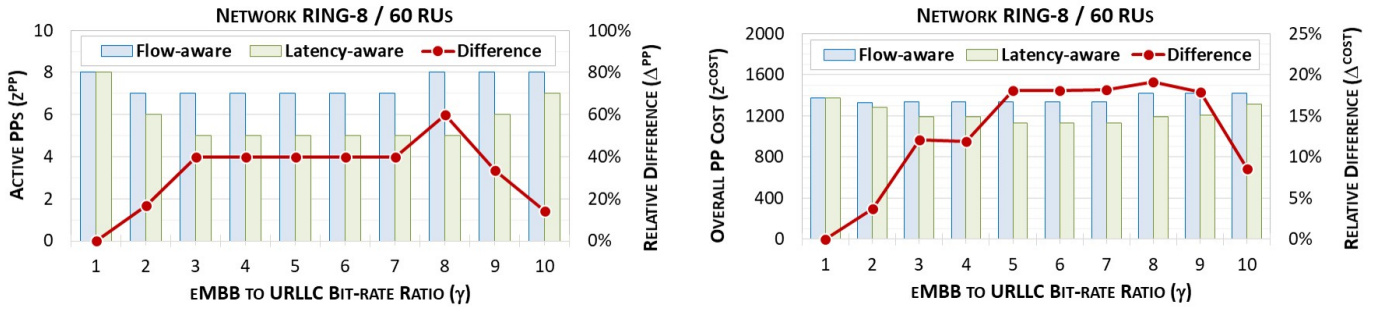 NETWORK RING-8 / 60 RUS
ACTIVE PPS (Z^PP)
10
8
6
4
2
0
Flow-aware Latency-aware Difference
100%
80%
60%
40%
20%
0%
RELATIVE DIFFERENCE (Δ^PP)
1 2 3 4 5 6 7 8 9 10
EMBB TO URLLC BIT-RATE RATIO (γ)
NETWORK RING-8 / 60 RUS
OVERALL PP COST (Z^COST)
2000
1600
1200
800
400
0
Flow-aware Latency-aware Difference
25%
20%
15%
10%
5%
0%
RELATIVE DIFFERENCE (Δ^COST)
1 2 3 4 5 6 7 8 9 10
EMBB TO URLLC BIT-RATE RATIO (γ)